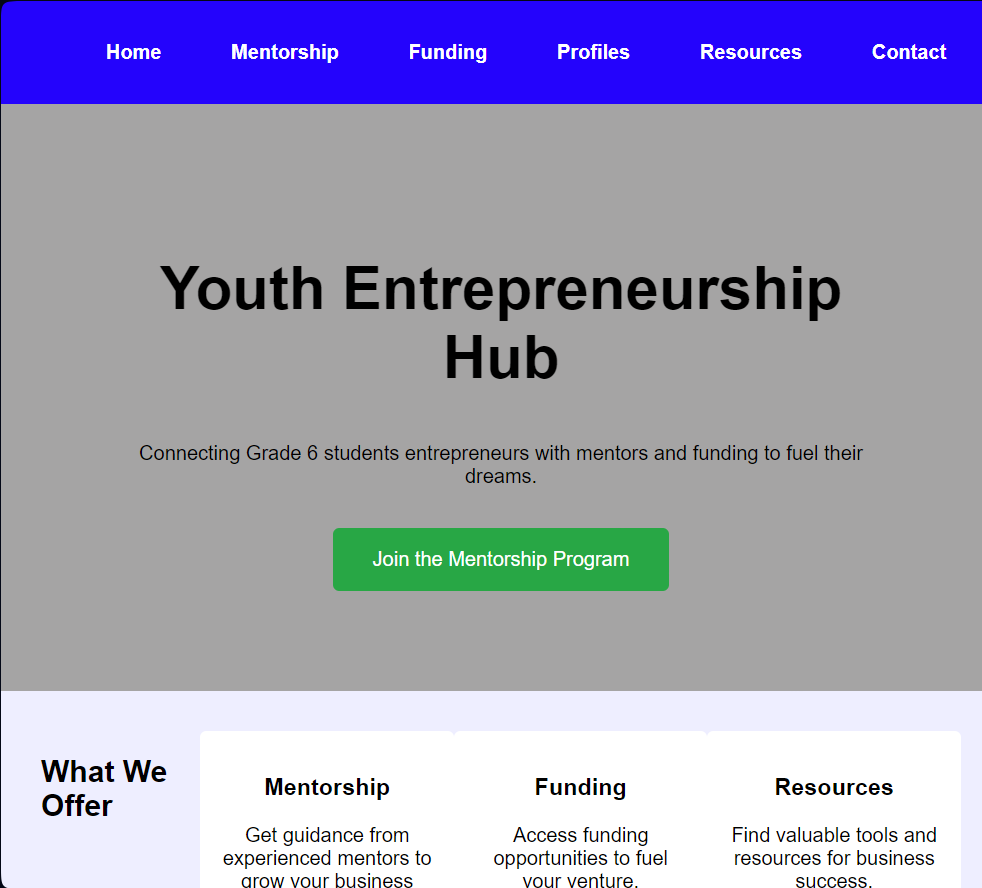 Home Mentorship Funding Profiles Resources Contact
Youth Entrepreneurship
Hub
Connecting Grade 6 students entrepreneurs with mentors and funding to fuel their
dreams.
Join the Mentorship Program
What We
Offer
Mentorship
Get guidance from
experienced mentors to
grow your business
Funding
Access funding
opportunities to fuel
your venture.
Resources
Find valuable tools and
resources for business
success.